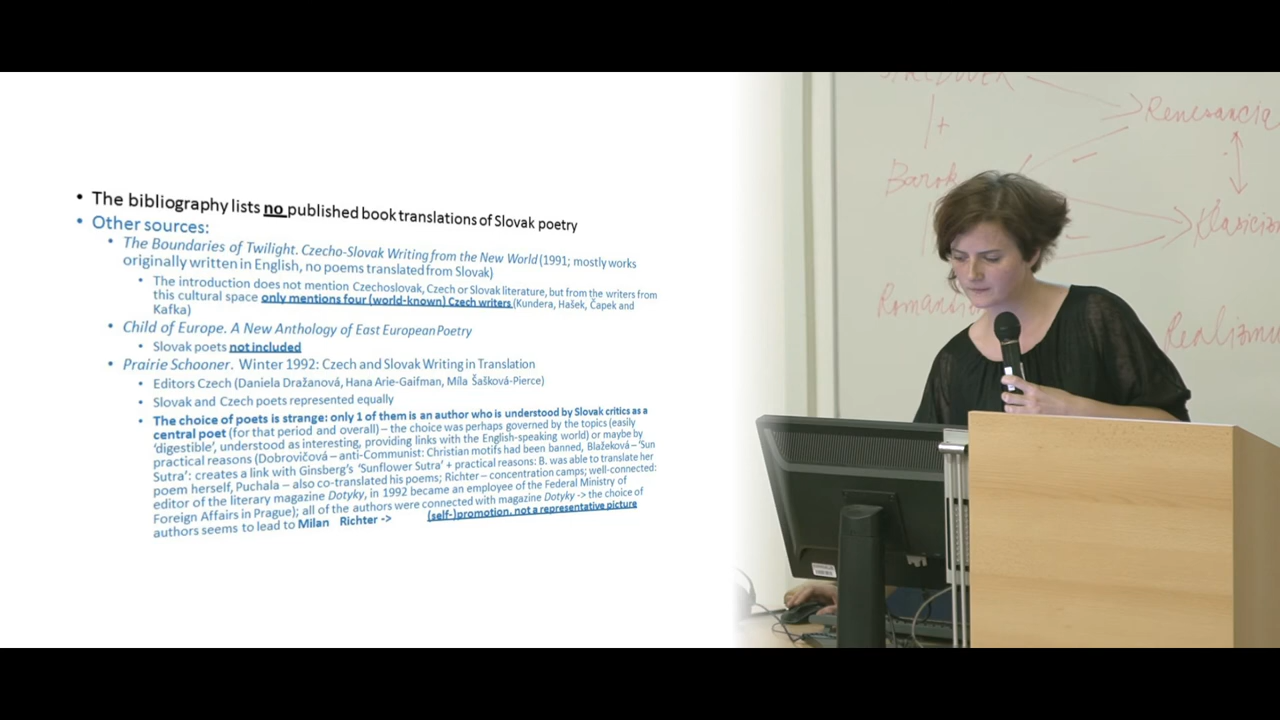 • The bibliography lists no published book translations of Slovak poetry
• Other sources:
• The Boundaries of Twilight. Czecho-Slovak Writing from the New World (1991; mostly works
originally written in English, no poems translated from Slovak)
• The introduction does not mention Czechoslovak, Czech or Slovak literature, but from the writers from
this cultural space only mentions four (world-known) Czech writers (Kundera, Hašek, Čapek and
Kafka)
• Child of Europe. A New Anthology of East European Poetry
• Slovak poets not included
• Prairie Schooner. Winter 1992: Czech and Slovak Writing in Translation
• Editors Czech (Daniela Dražanová, Hana Arie-Gaifman, Míla Šašková-Pierce)
• Slovak and Czech poets represented equally
• The choice of poets is strange: only 1 of them is an author who is understood by Slovak critics as a
central poet (for that period and overall) – the choice was perhaps governed by the topics (easily
'digestible', understood as interesting, providing links with the English-speaking world) or maybe by
practical reasons (Dobrovičová – anti-Communist: Christian motifs had been banned, Blažeková – 'Sun
Sutra': creates a link with Ginsberg's 'Sunflower Sutra' + practical reasons: B. was able to translate her
poem herself, Puchala – also co-translated his poems; Richter – concentration camps; well-connected:
editor of the literary magazine Dotyky, in 1992 became an employee of the Federal Ministry of
Foreign Affairs in Prague); all of the authors were connected with magazine Dotyky -> the choice of
authors seems to lead to Milan Richter -> (self-)promotion, not a representative picture
Renesancia
+
Barok
Klasiciz
Realizmu